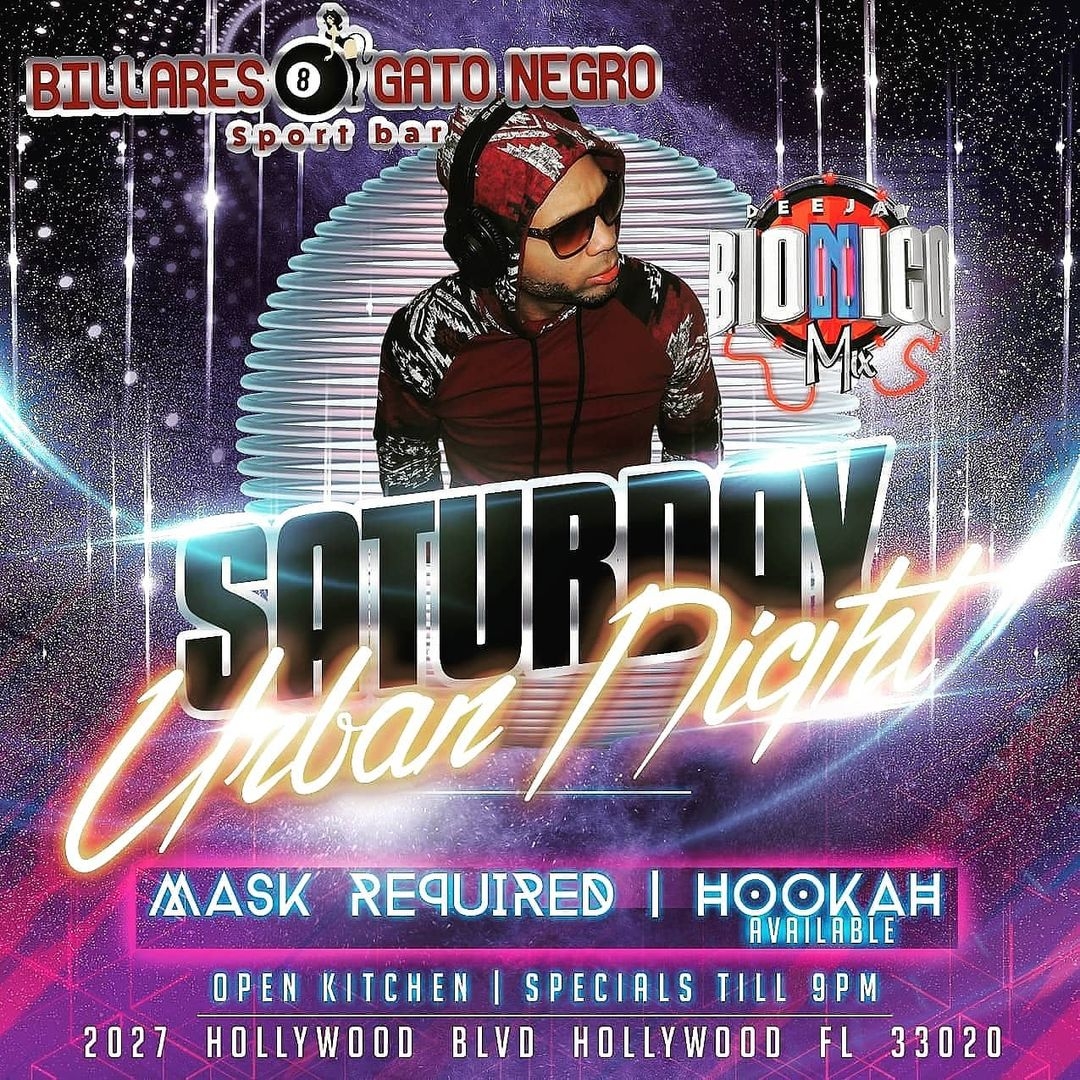 BILLARES 8 GATO NEGRO
Sport bar
DEEJAY
BIONICO
Mix
SATURDAY
Urban Night
MASK REQUIRED | HOOKAH
AVAILABLE
OPEN KITCHEN | SPECIALS TILL 9PM
2027 HOLLYWOOD BLVD HOLLYWOOD FL 33020